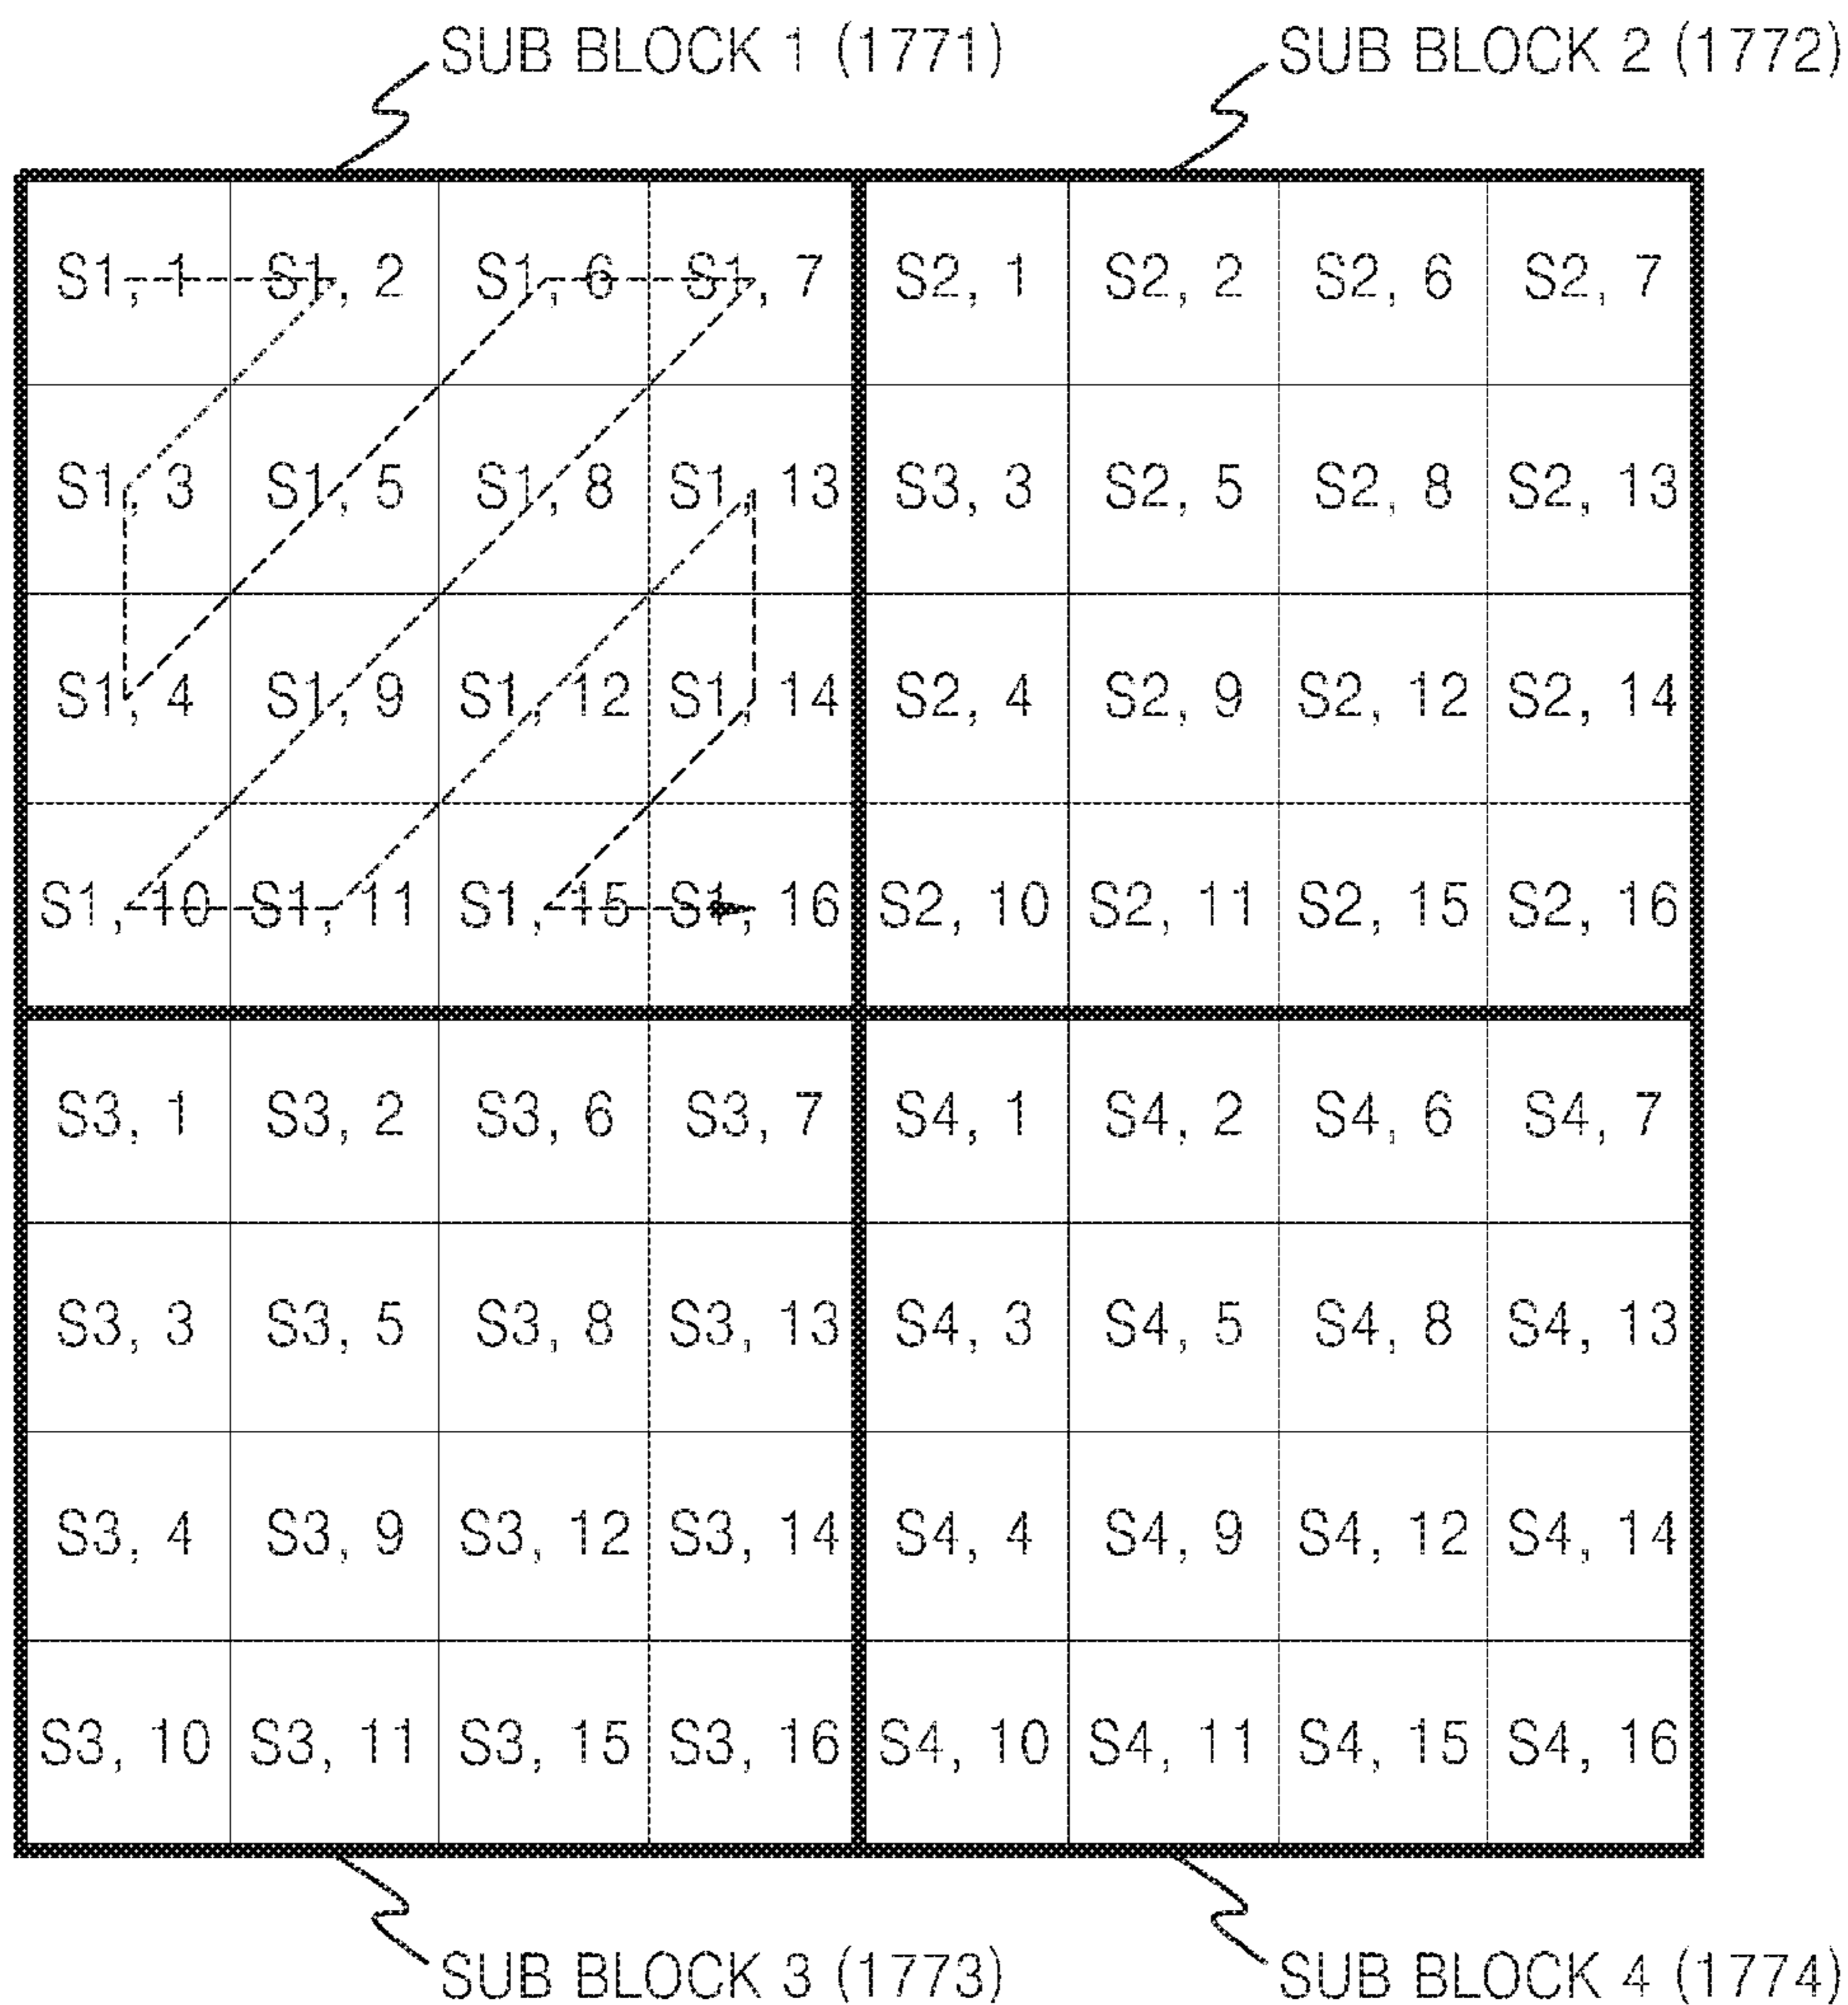 SUB BLOCK 1 (1771) SUB BLOCK 2 (1772)
S1, 1 S1, 2 S1, 6 S1, 7 S2, 1 S2, 2 S2, 6 S2, 7
S1, 3 S1, 5 S1, 8 S1, 13 S3, 3 S2, 5 S2, 8 S2, 13
S1, 4 S1, 9 S1, 12 S1, 14 S2, 4 S2, 9 S2, 12 S2, 14
S1, 10 S1, 11 S1, 15 S1, 16 S2, 10 S2, 11 S2, 15 S2, 16
S3, 1 S3, 2 S3, 6 S3, 7 S4, 1 S4, 2 S4, 6 S4, 7
S3, 3 S3, 5 S3, 8 S3, 13 S4, 3 S4, 5 S4, 8 S4, 13
S3, 4 S3, 9 S3, 12 S3, 14 S4, 4 S4, 9 S4, 12 S4, 14
S3, 10 S3, 11 S3, 15 S3, 16 S4, 10 S4, 11 S4, 15 S4, 16
SUB BLOCK 3 (1773) SUB BLOCK 4 (1774)